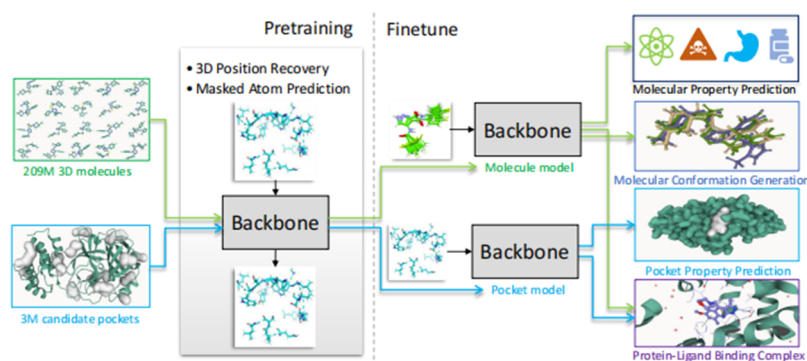 Pretraining
Finetune
• 3D Position Recovery
• Masked Atom Prediction
209M 3D molecules
3M candidate pockets
Backbone
Backbone
Molecule model
Backbone
Pocket model
Molecular Property Prediction
Molecular Conformation Generation
Pocket Property Prediction
Protein-Ligand Binding Complex